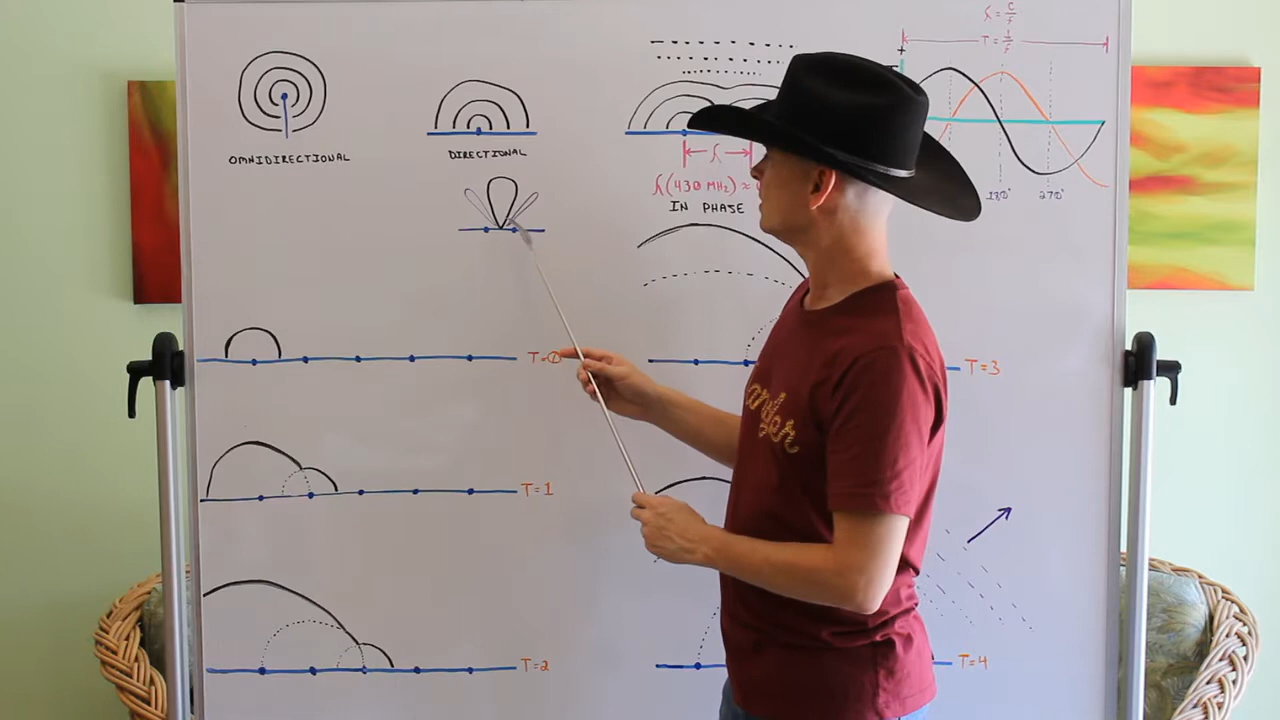 OMNIDIRECTIONAL
DIRECTIONAL
λ
λ(430 MHz) ≈
IN PHASE
λ = c/f
T = 1/f
+
180°
270°
T=0
T=1
T=2
T=3
T=4